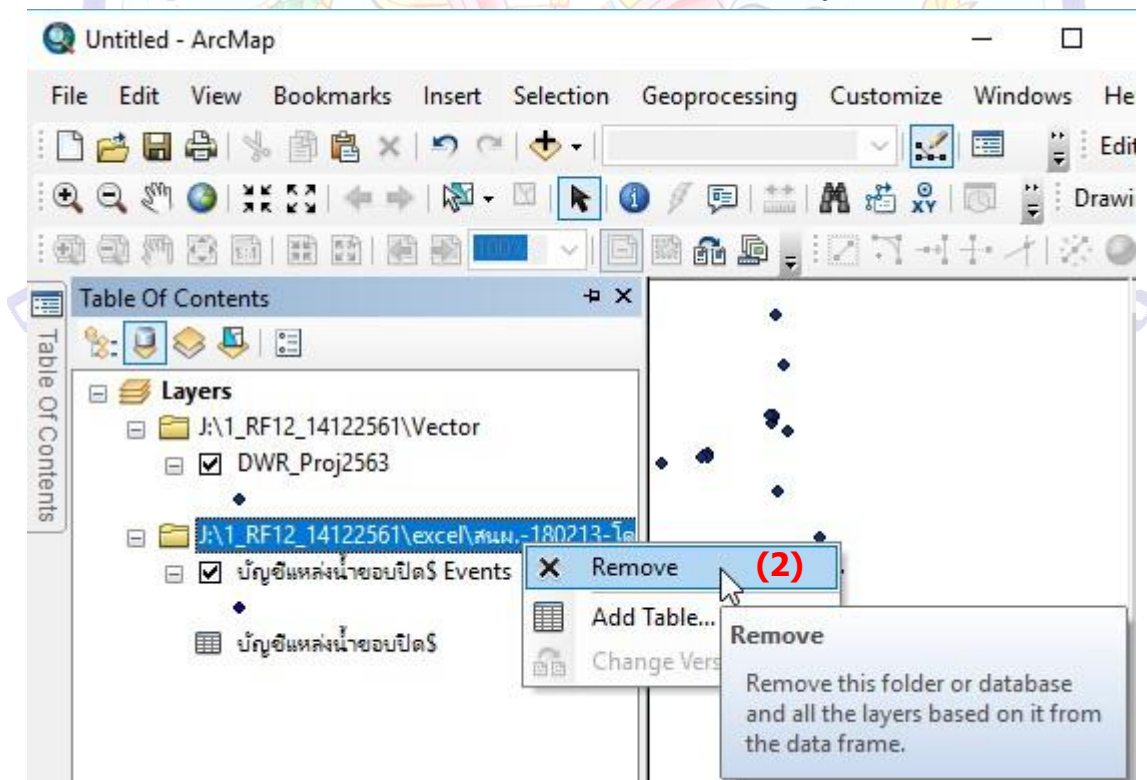 Untitled - ArcMap
File Edit View Bookmarks Insert Selection Geoprocessing Customize Windows He
Edit
Drawi
100%
Table Of Contents
Table Of Contents
Layers
J:\1_RF12_14122561\Vector
DWR_Proj2563
J:\1_RF12_14122561\excel\สนผ.-180213-โด
บัญชีแหล่งน้ำขอบปิด$ Events
บัญชีแหล่งน้ำขอบปิด$
Remove (2)
Add Table...
Change Vers
Remove
Remove this folder or database
and all the layers based on it from
the data frame.